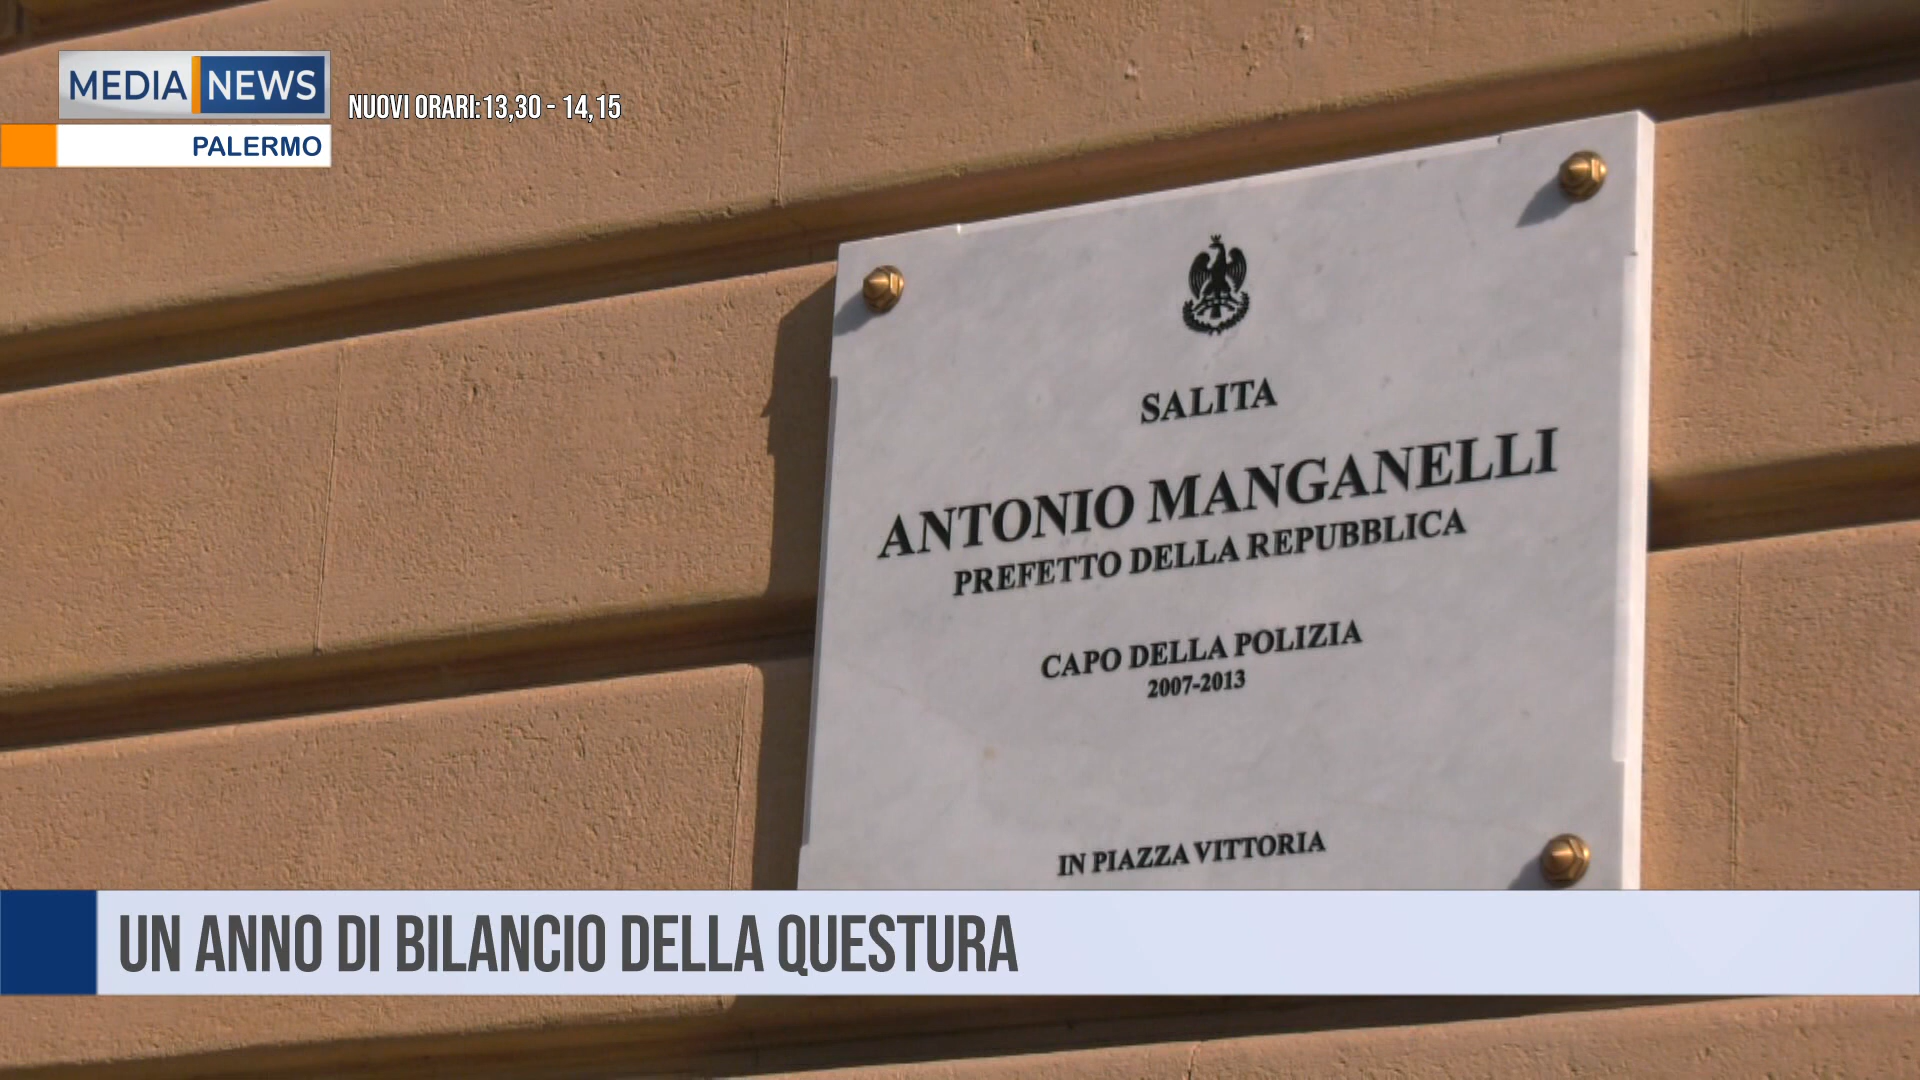 MEDIA NEWS
NUOVI ORARI:13,30 - 14,15
PALERMO
SALITA
ANTONIO MANGANELLI
PREFETTO DELLA REPUBBLICA
CAPO DELLA POLIZIA
2007-2013
IN PIAZZA VITTORIA
UN ANNO DI BILANCIO DELLA QUESTURA